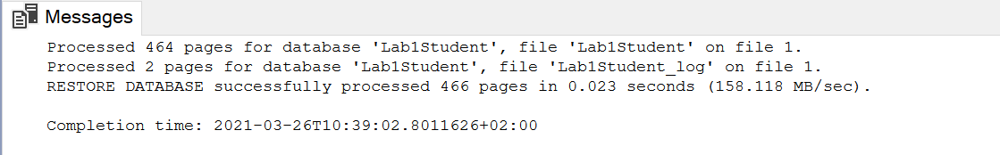 Messages
Processed 464 pages for database 'Lab1Student', file 'Lab1Student' on file 1.
Processed 2 pages for database 'Lab1Student', file 'Lab1Student_log' on file 1.
RESTORE DATABASE successfully processed 466 pages in 0.023 seconds (158.118 MB/sec).
Completion time: 2021-03-26T10:39:02.8011626+02:00